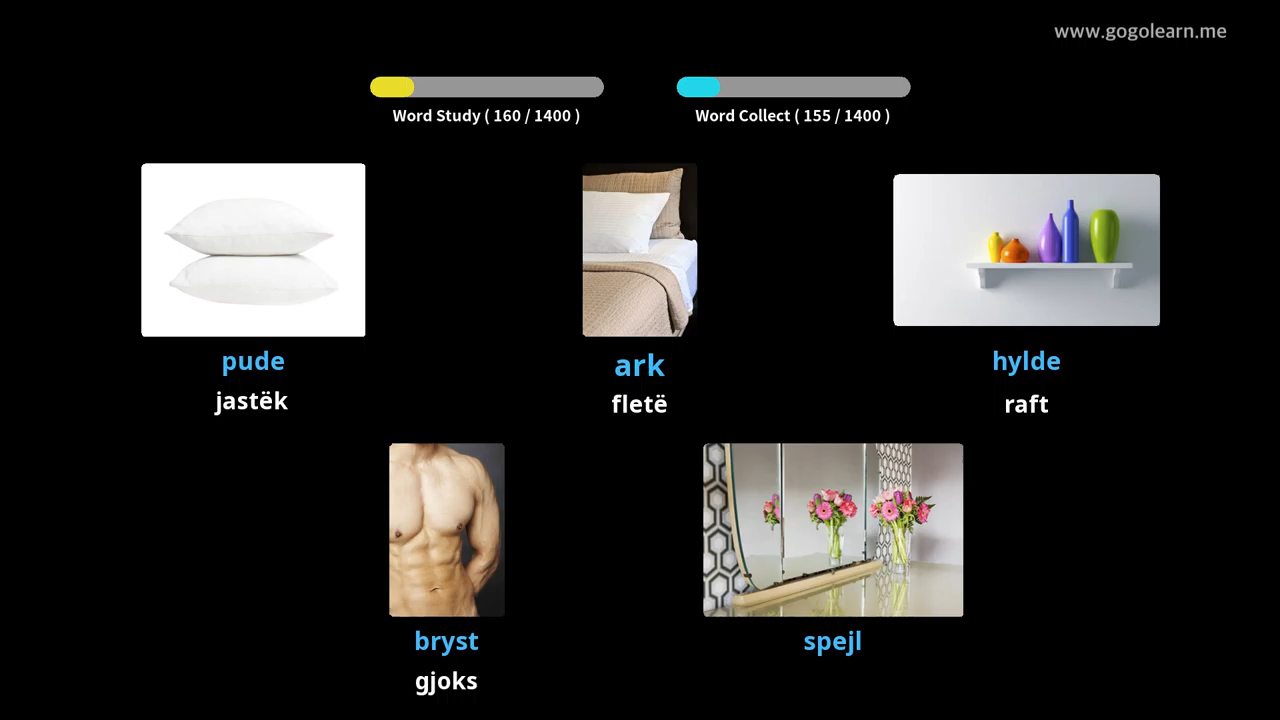 www.gogolearn.me
Word Study ( 160 / 1400 )
Word Collect ( 155 / 1400 )
pude
jastëk
ark
fletë
hylde
raft
bryst
gjoks
spejl